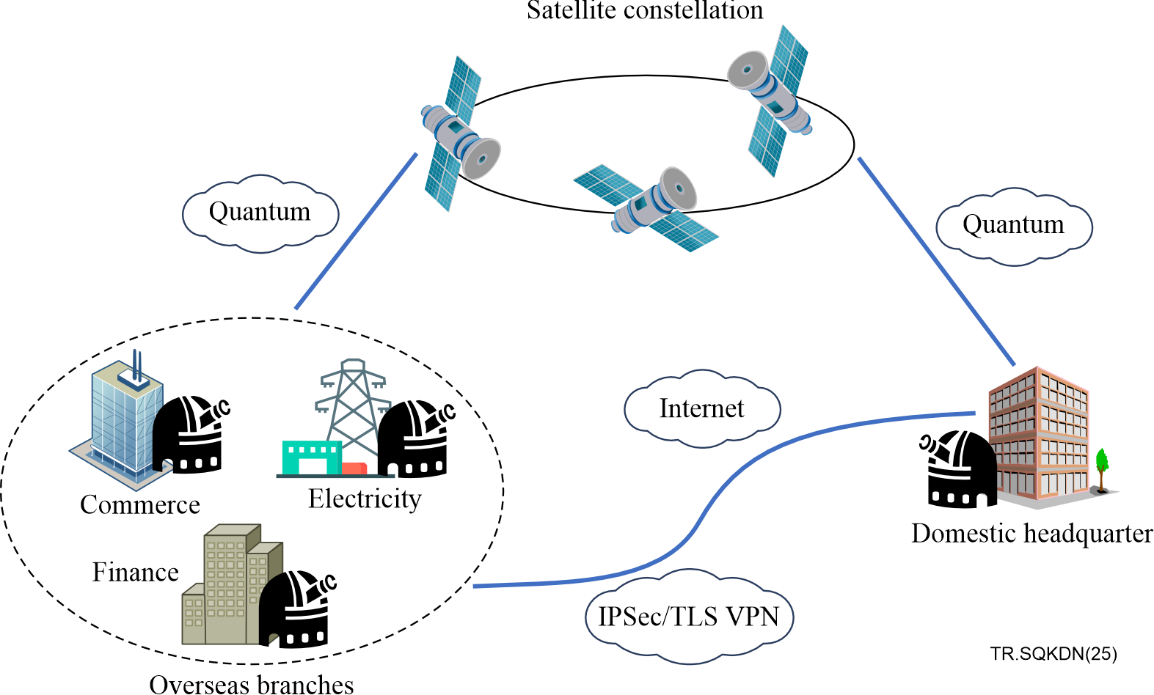 Satellite constellation
Quantum
Quantum
Internet
Commerce
Electricity
Domestic headquarter
Finance
IPSec/TLS VPN
TR.SQKDN(25)
Overseas branches